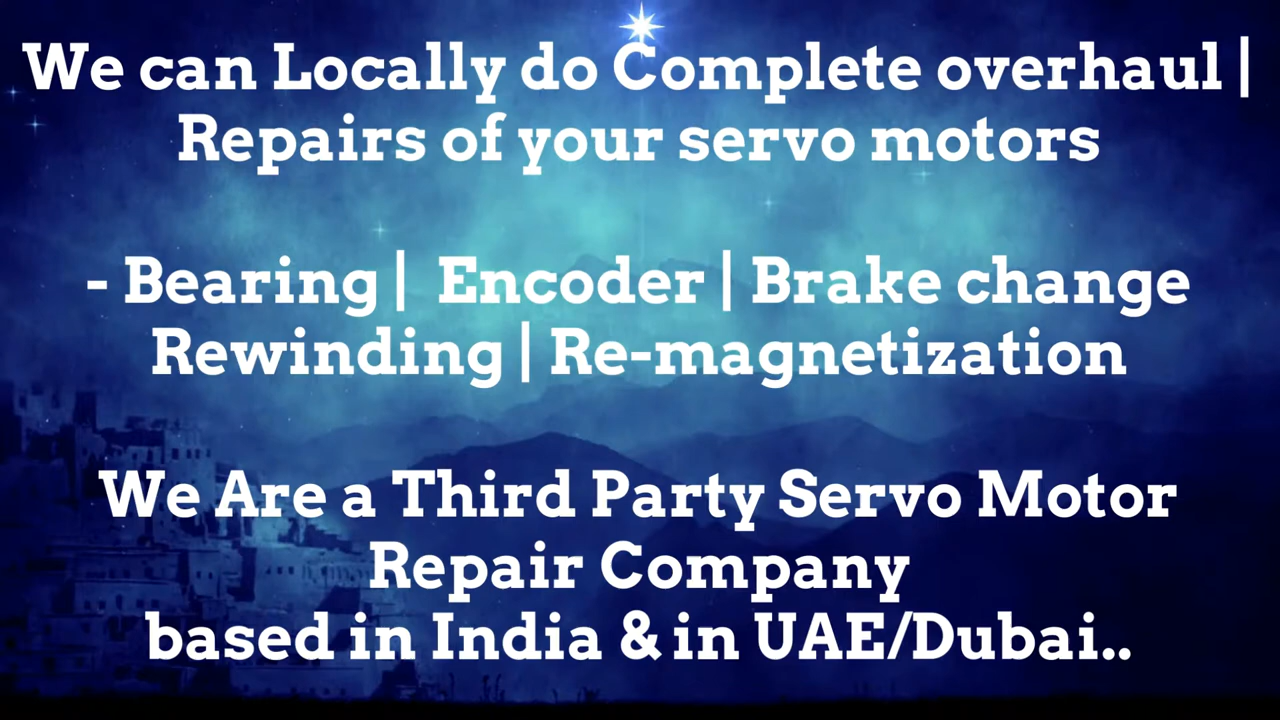 We can Locally do Complete overhaul |
Repairs of your servo motors
- Bearing | Encoder | Brake change
Rewinding | Re-magnetization
We Are a Third Party Servo Motor
Repair Company
based in India & in UAE/Dubai..